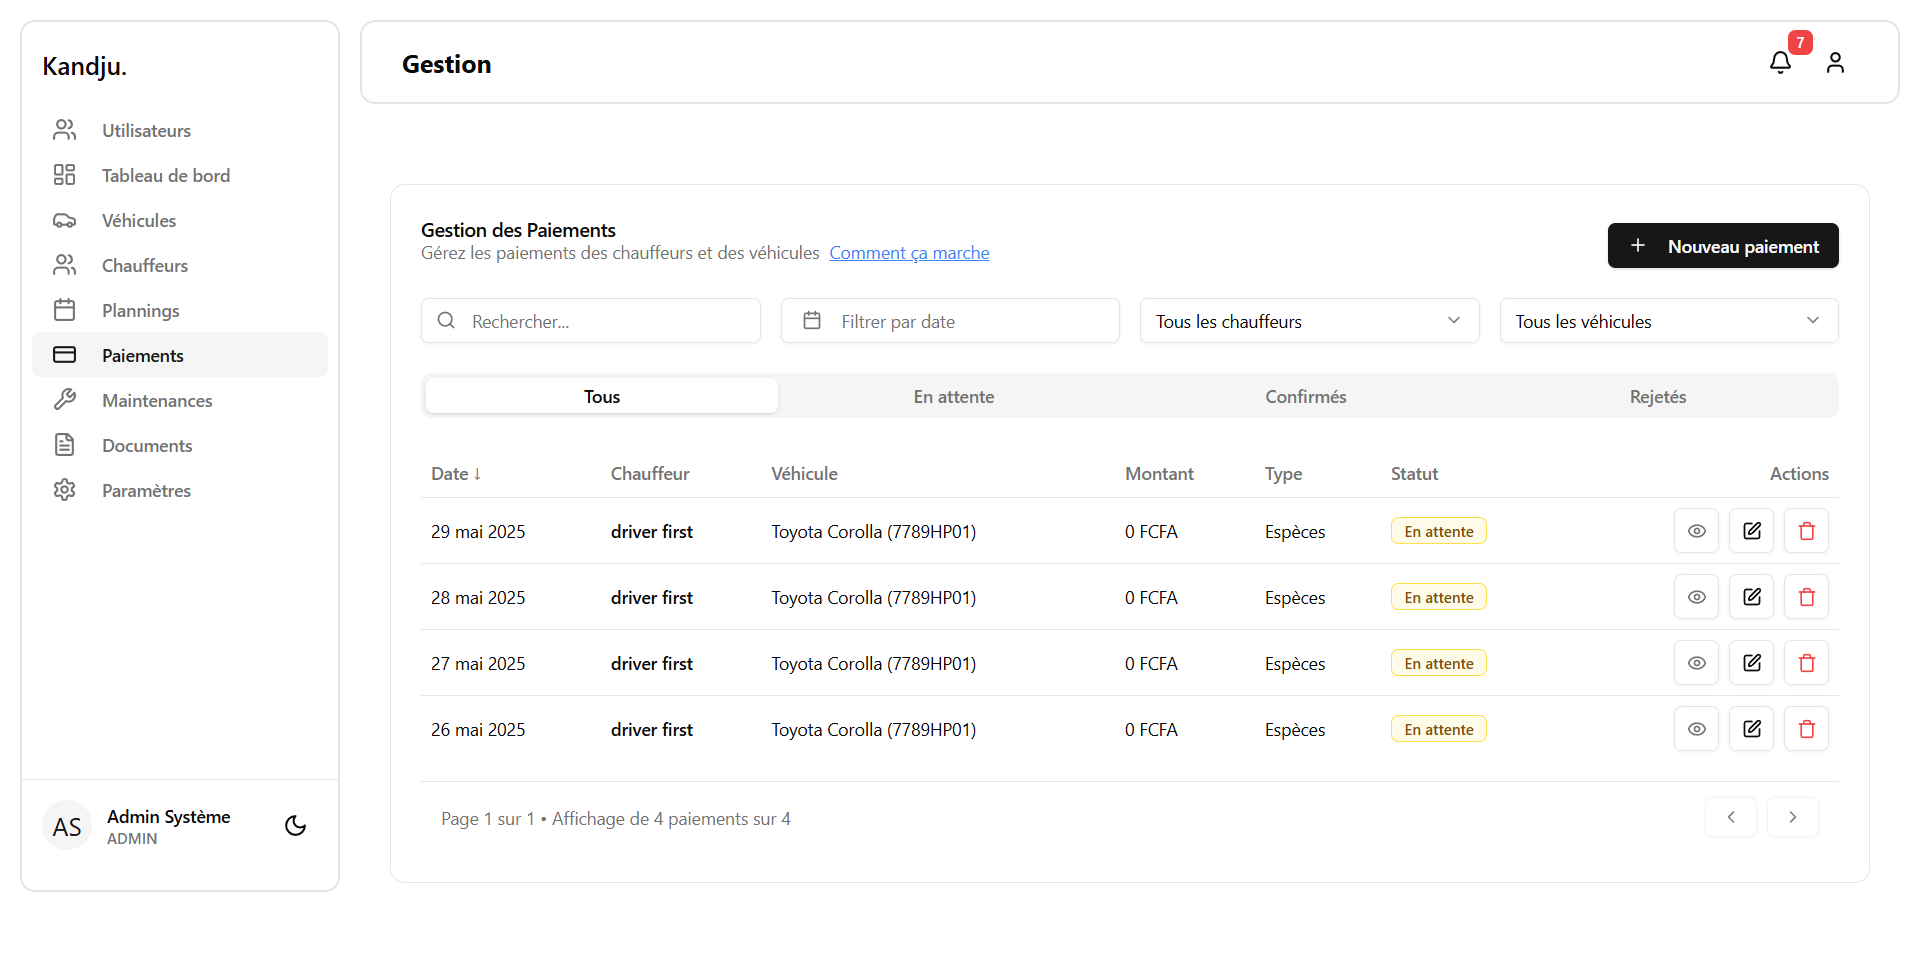 Kandju.
Utilisateurs
Tableau de bord
Véhicules
Chauffeurs
Plannings
Paiements
Maintenances
Documents
Paramètres
AS
Admin Système
ADMIN
Gestion
7
Gestion des Paiements
Gérez les paiements des chauffeurs et des véhicules Comment ça marche
Nouveau paiement
Rechercher...
Filtrer par date
Tous les chauffeurs
Tous les véhicules
Tous En attente Confirmés Rejetés
Date ↓ Chauffeur Véhicule Montant Type Statut Actions
29 mai 2025 driver first Toyota Corolla (7789HP01) 0 FCFA Espèces En attente
28 mai 2025 driver first Toyota Corolla (7789HP01) 0 FCFA Espèces En attente
27 mai 2025 driver first Toyota Corolla (7789HP01) 0 FCFA Espèces En attente
26 mai 2025 driver first Toyota Corolla (7789HP01) 0 FCFA Espèces En attente
Page 1 sur 1 • Affichage de 4 paiements sur 4